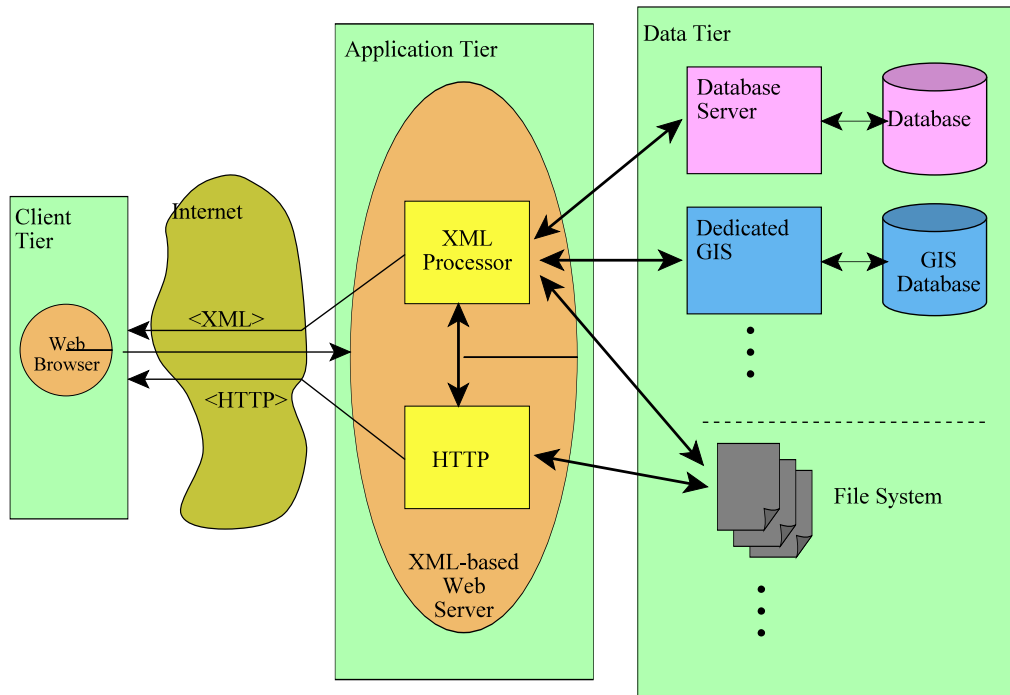 Client
Tier
Web
Browser
Internet
<XML>
<HTTP>
Application Tier
XML
Processor
HTTP
XML-based
Web
Server
Data Tier
Database
Server
Database
Dedicated
GIS
GIS
Database
File System